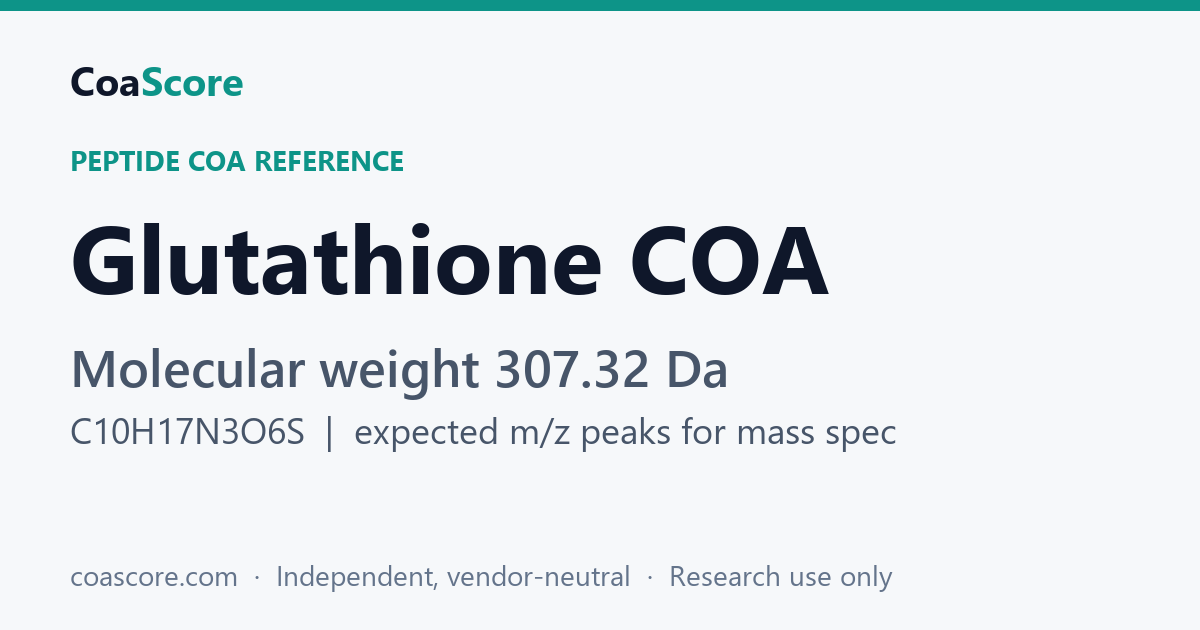 CoaScore
PEPTIDE COA REFERENCE
Glutathione COA
Molecular weight 307.32 Da
C10H17N3O6S | expected m/z peaks for mass spec
coascore.com · Independent, vendor-neutral · Research use only